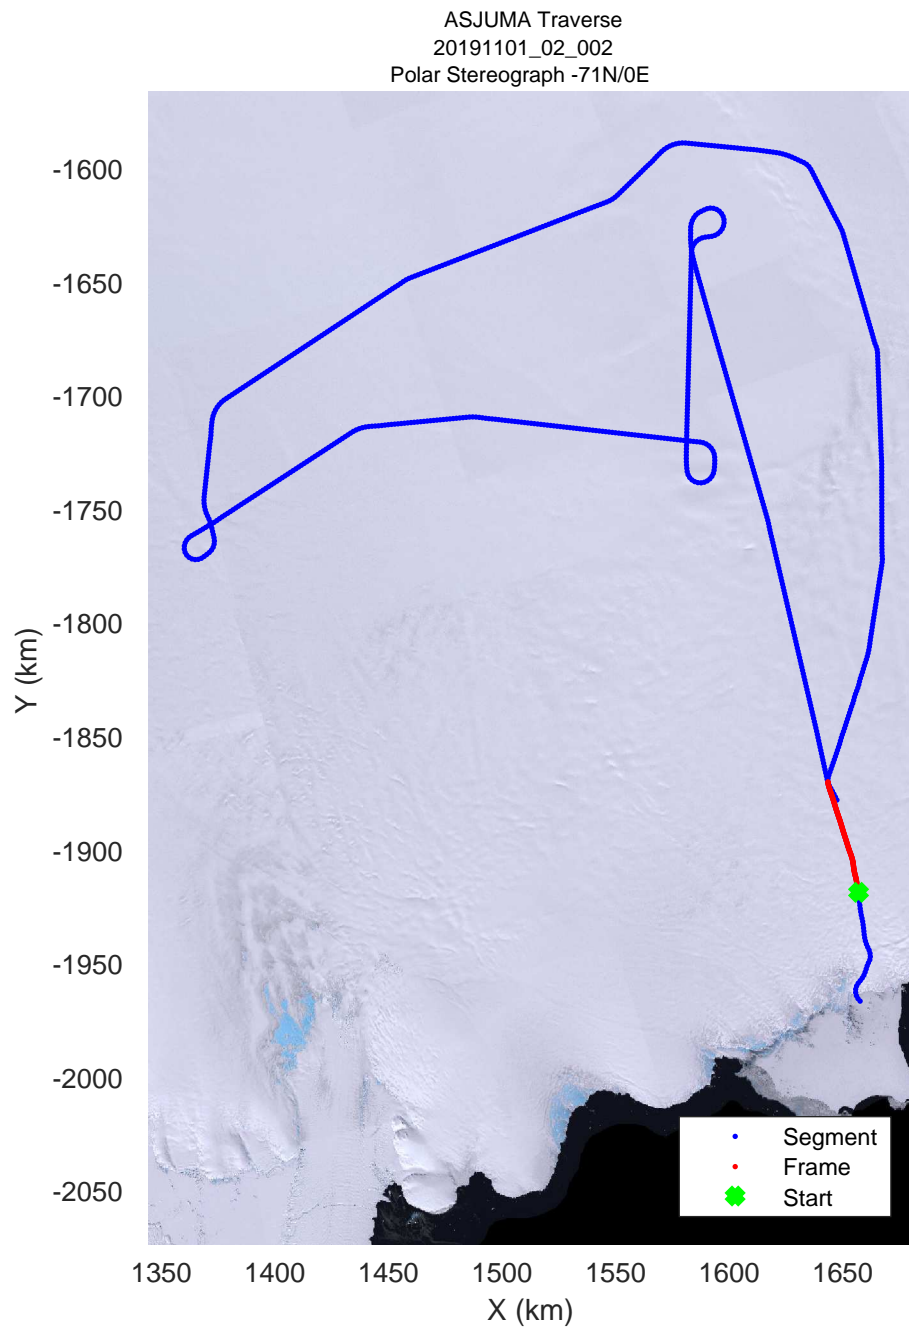 ASJUMA Traverse
20191101_02_002
Polar Stereograph -71N/0E
-1600
-1650
-1700
-1750
-1800
-1850
-1900
-1950
-2000
-2050
Y (km)
Segment
Frame
Start
1350 1400 1450 1500 1550 1600 1650
X (km)